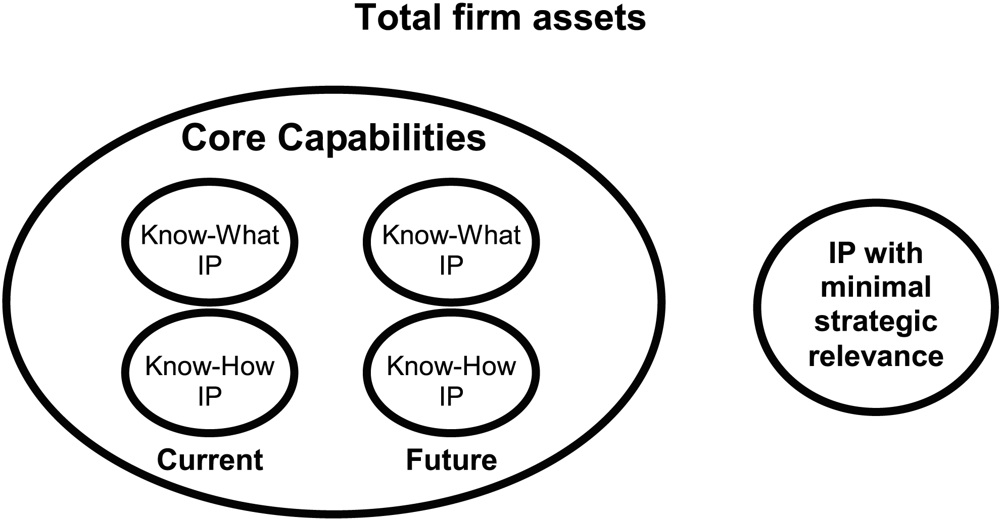 Total firm assets
Core Capabilities
Know-What
IP
Know-What
IP
Know-How
IP
Know-How
IP
Current
Future
IP with
minimal
strategic
relevance